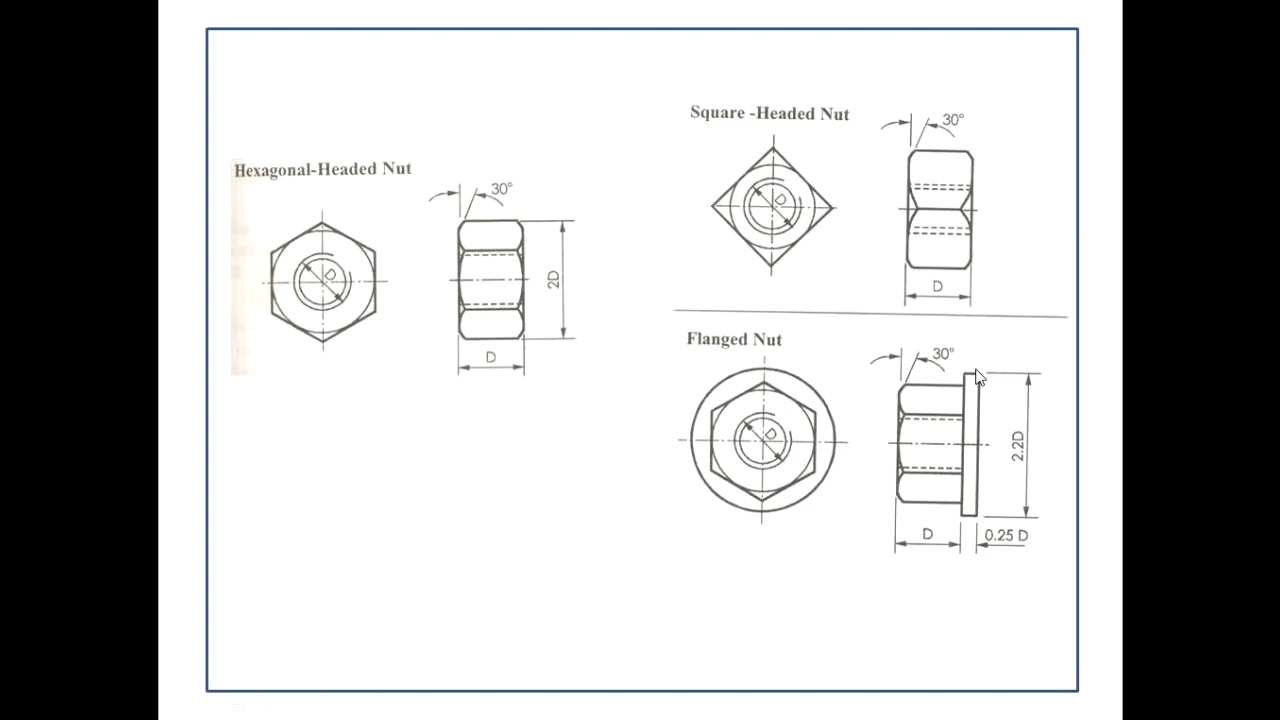 Hexagonal-Headed Nut
30°
D
2D
D
Square -Headed Nut
30°
D
D
Flanged Nut
30°
D
2.2D
D
0.25 D